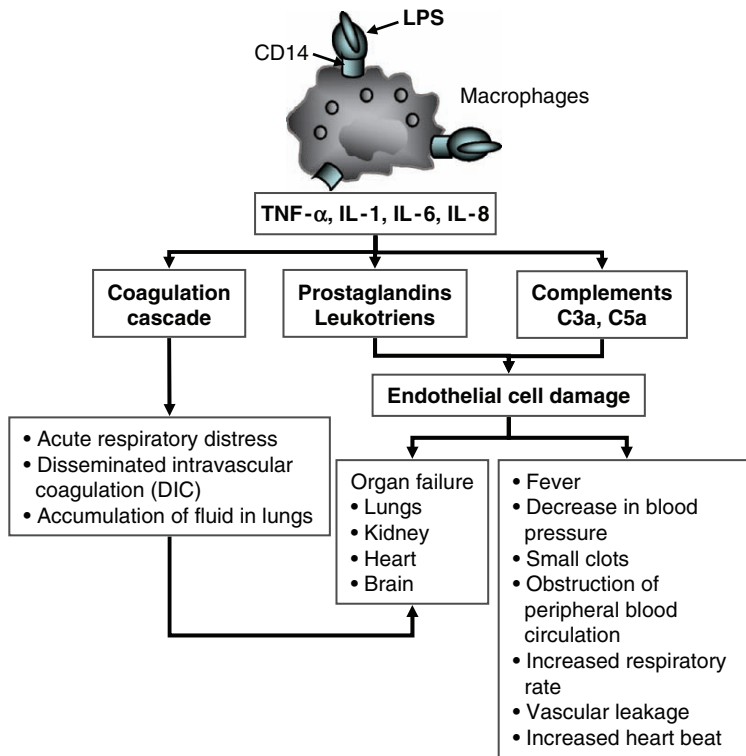 LPS
CD14
Macrophages
TNF-α, IL-1, IL-6, IL-8
Coagulation
cascade
Prostaglandins
Leukotriens
Complements
C3a, C5a
Endothelial cell damage
• Acute respiratory distress
• Disseminated intravascular
coagulation (DIC)
• Accumulation of fluid in lungs
Organ failure
• Lungs
• Kidney
• Heart
• Brain
• Fever
• Decrease in blood
pressure
• Small clots
• Obstruction of
peripheral blood
circulation
• Increased respiratory
rate
• Vascular leakage
• Increased heart beat